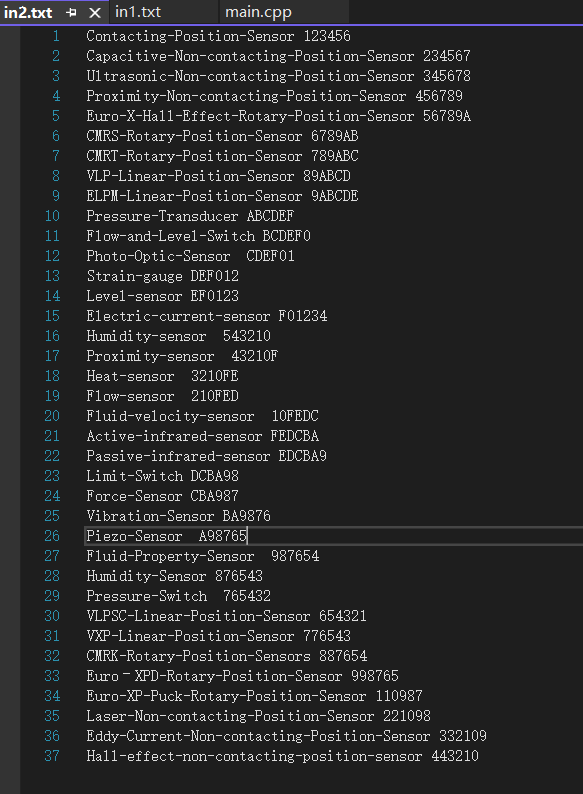 in2.txt in1.txt main.cpp
1 Contacting-Position-Sensor 123456
2 Capacitive-Non-contacting-Position-Sensor 234567
3 Ultrasonic-Non-contacting-Position-Sensor 345678
4 Proximity-Non-contacting-Position-Sensor 456789
5 Euro-X-Hall-Effect-Rotary-Position-Sensor 56789A
6 CMRS-Rotary-Position-Sensor 6789AB
7 CMRT-Rotary-Position-Sensor 789ABC
8 VLP-Linear-Position-Sensor 89ABCD
9 ELPM-Linear-Position-Sensor 9ABCDE
10 Pressure-Transducer ABCDEF
11 Flow-and-Level-Switch BCDEF0
12 Photo-Optic-Sensor  CDEF01
13 Strain-gauge DEF012
14 Level-sensor EF0123
15 Electric-current-sensor F01234
16 Humidity-sensor  543210
17 Proximity-sensor  43210F
18 Heat-sensor  3210FE
19 Flow-sensor  210FED
20 Fluid-velocity-sensor  10FEDC
21 Active-infrared-sensor FEDCBA
22 Passive-infrared-sensor EDCBA9
23 Limit-Switch DCBA98
24 Force-Sensor CBA987
25 Vibration-Sensor BA9876
26 Piezo-Sensor  A98765
27 Fluid-Property-Sensor  987654
28 Humidity-Sensor 876543
29 Pressure-Switch  765432
30 VLPSC-Linear-Position-Sensor 654321
31 VXP-Linear-Position-Sensor 776543
32 CMRK-Rotary-Position-Sensors 887654
33 Euro–XPD-Rotary-Position-Sensor 998765
34 Euro-XP-Puck-Rotary-Position-Sensor 110987
35 Laser-Non-contacting-Position-Sensor 221098
36 Eddy-Current-Non-contacting-Position-Sensor 332109
37 Hall-effect-non-contacting-position-sensor 443210